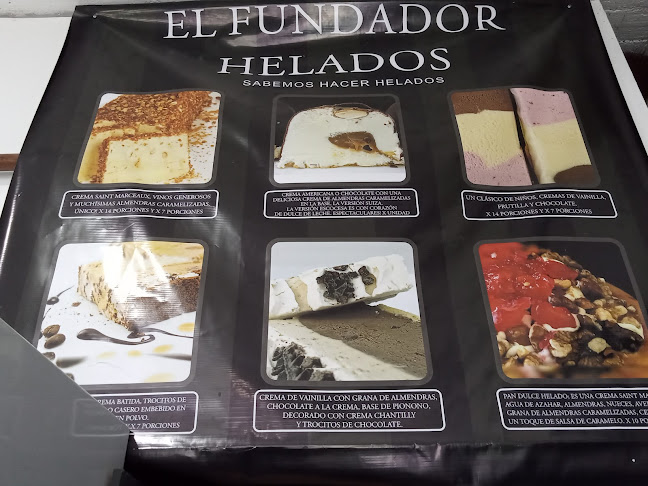 EL FUNDADOR
HELADOS
SABEMOS HACER HELADOS
CREMA SAINT MARCEAUX, VINOS GENEROSOS
Y MUCHÍSIMAS ALMENDRAS CARAMELIZADAS,
ÚNICO! X 14 PORCIONES Y X 7 PORCIONES
CREMA AMERICANA O CHOCOLATE CON UNA
DELICIOSA CREMA DE ALMENDRAS CARAMELIZADAS
EN LA BASE, LA VERSIÓN SUIZA.
LA VERSIÓN ESCOCESA ES CON CORAZÓN
DE DULCE DE LECHE. ESPECTACULARES X UNIDAD
UN CLÁSICO DE NIÑOS, CREMAS DE VAINILLA,
FRUTILLA Y CHOCOLATE.
X 14 PORCIONES Y X 7 PORCIONES
CREMA BATIDA, TROCITOS
CASERO EMBEBIDO EN
EN POLVO.
Y X 7 PORCIONES
CREMA DE VAINILLA CON GRANA DE ALMENDRAS,
CHOCOLATE A LA CREMA, BASE DE PIONONO,
DECORADO CON CREMA CHANTILLY
Y TROCITOS DE CHOCOLATE.
PAN DULCE HELADO: ES UNA CREMA SAINT
AGUA DE AZAHAR, ALMENDRAS, NUECES,
GRANA DE ALMENDRAS CARAMELIZADAS,
UN TOQUE DE SALSA DE CARAMELO. X 10